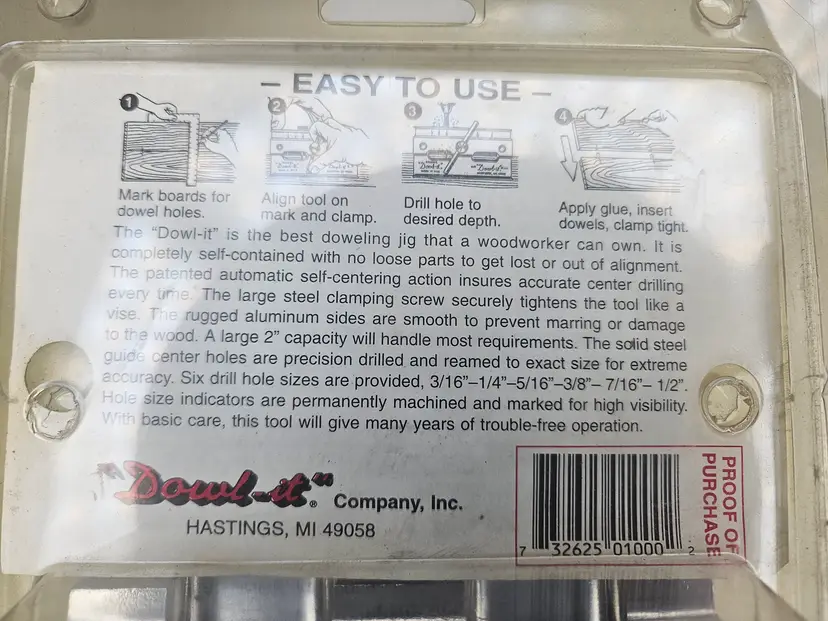 – EASY TO USE –
1
2
3
4
Mark boards for
dowel holes.
Align tool on
mark and clamp.
Drill hole to
desired depth.
Apply glue, insert
dowels, clamp tight.
The “Dowl-it” is the best doweling jig that a woodworker can own. It is
completely self-contained with no loose parts to get lost or out of alignment.
The patented automatic self-centering action insures accurate center drilling
every time. The large steel clamping screw securely tightens the tool like a
vise. The rugged aluminum sides are smooth to prevent marring or damage
to the wood. A large 2” capacity will handle most requirements. The solid steel
guide center holes are precision drilled and reamed to exact size for extreme
accuracy. Six drill hole sizes are provided, 3/16”–1/4”–5/16”–3/8”– 7/16”– 1/2”.
Hole size indicators are permanently machined and marked for high visibility.
With basic care, this tool will give many years of trouble-free operation.
"Dowl-it"® Company, Inc.
HASTINGS, MI 49058
PROOF OF
PURCHASE
7 32625 01000 2